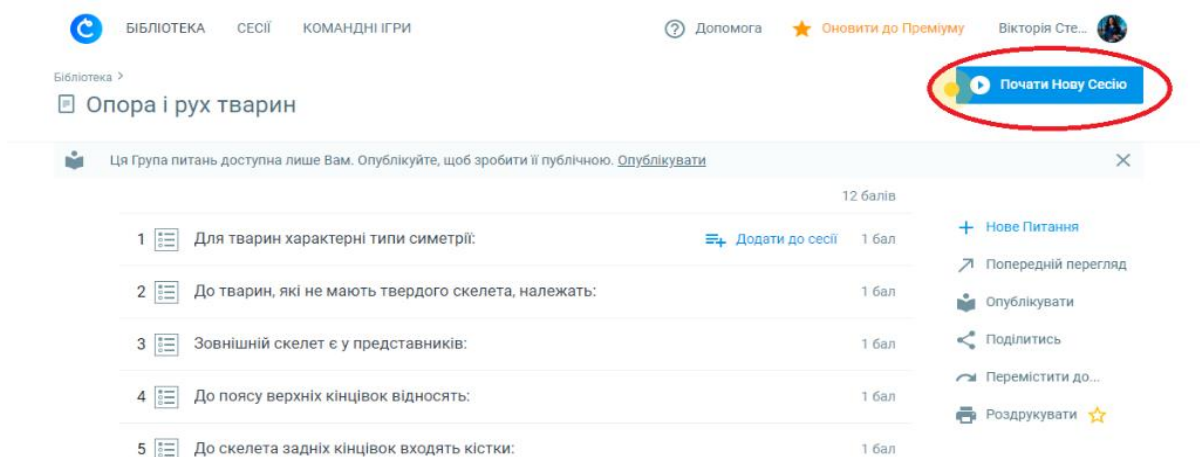 БІБЛІОТЕКА СЕСІЇ КОМАНДНІ ІГРИ Допомога Оновити до Преміуму Вікторія Сте...
Бібліотека >
Опора і рух тварин
Почати Нову Сесію
Ця Група питань доступна лише Вам. Опублікуйте, щоб зробити її публічною. Опублікувати
12 балів
1 Для тварин характерні типи симетрії: Додати до сесії 1 бал
2 До тварин, які не мають твердого скелета, належать: 1 бал
3 Зовнішній скелет є у представників: 1 бал
4 До поясу верхніх кінцівок відносять: 1 бал
5 До скелета задніх кінцівок входять кістки: 1 бал
Нове Питання
Попередній перегляд
Опублікувати
Поділитись
Перемістити до...
Роздрукувати